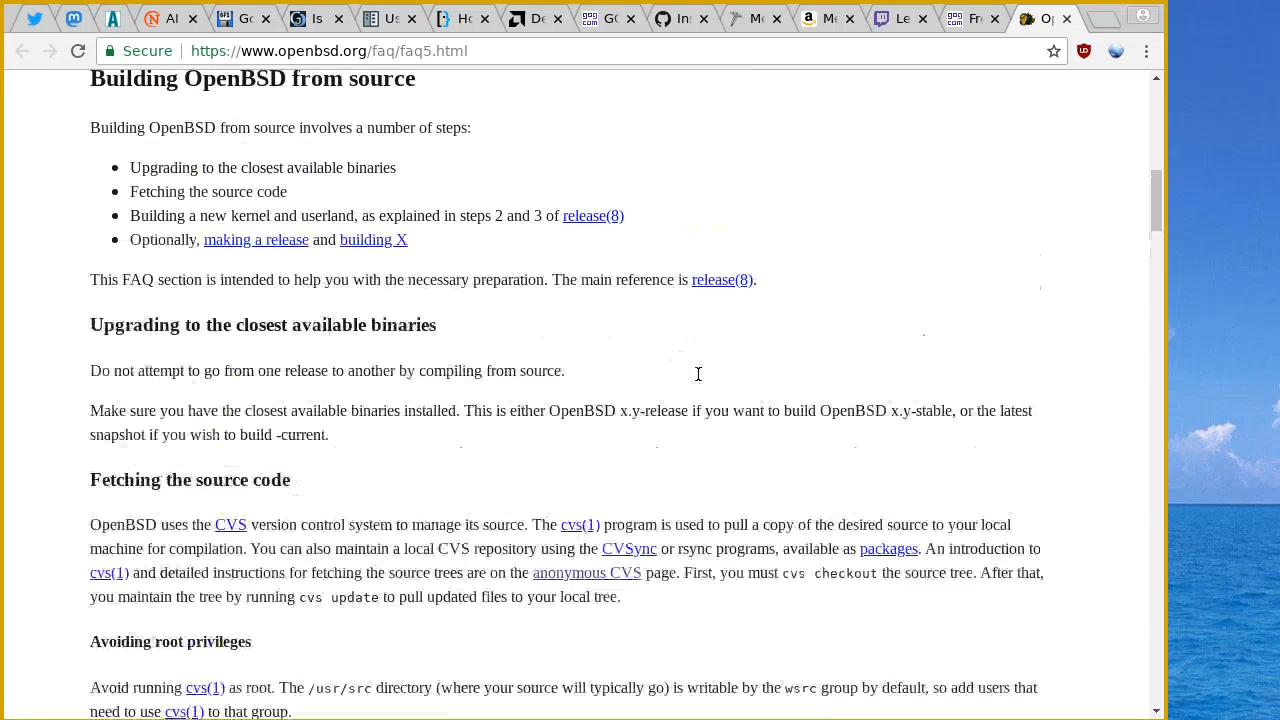 AI
Go
Is
Us
Ho
De
GO
Ins
Me
Me
Le
Fre
Op
Secure
https://www.openbsd.org/faq/faq5.html
Building OpenBSD from source
Building OpenBSD from source involves a number of steps:
Upgrading to the closest available binaries
Fetching the source code
Building a new kernel and userland, as explained in steps 2 and 3 of release(8)
Optionally, making a release and building X
This FAQ section is intended to help you with the necessary preparation. The main reference is release(8).
Upgrading to the closest available binaries
Do not attempt to go from one release to another by compiling from source.
Make sure you have the closest available binaries installed. This is either OpenBSD x.y-release if you want to build OpenBSD x.y-stable, or the latest
snapshot if you wish to build -current.
Fetching the source code
OpenBSD uses the CVS version control system to manage its source. The cvs(1) program is used to pull a copy of the desired source to your local
machine for compilation. You can also maintain a local CVS repository using the CVSync or rsync programs, available as packages. An introduction to
cvs(1) and detailed instructions for fetching the source trees are on the anonymous CVS page. First, you must cvs checkout the source tree. After that,
you maintain the tree by running cvs update to pull updated files to your local tree.
Avoiding root privileges
Avoid running cvs(1) as root. The /usr/src directory (where your source will typically go) is writable by the wsrc group by default, so add users that
need to use cvs(1) to that group.